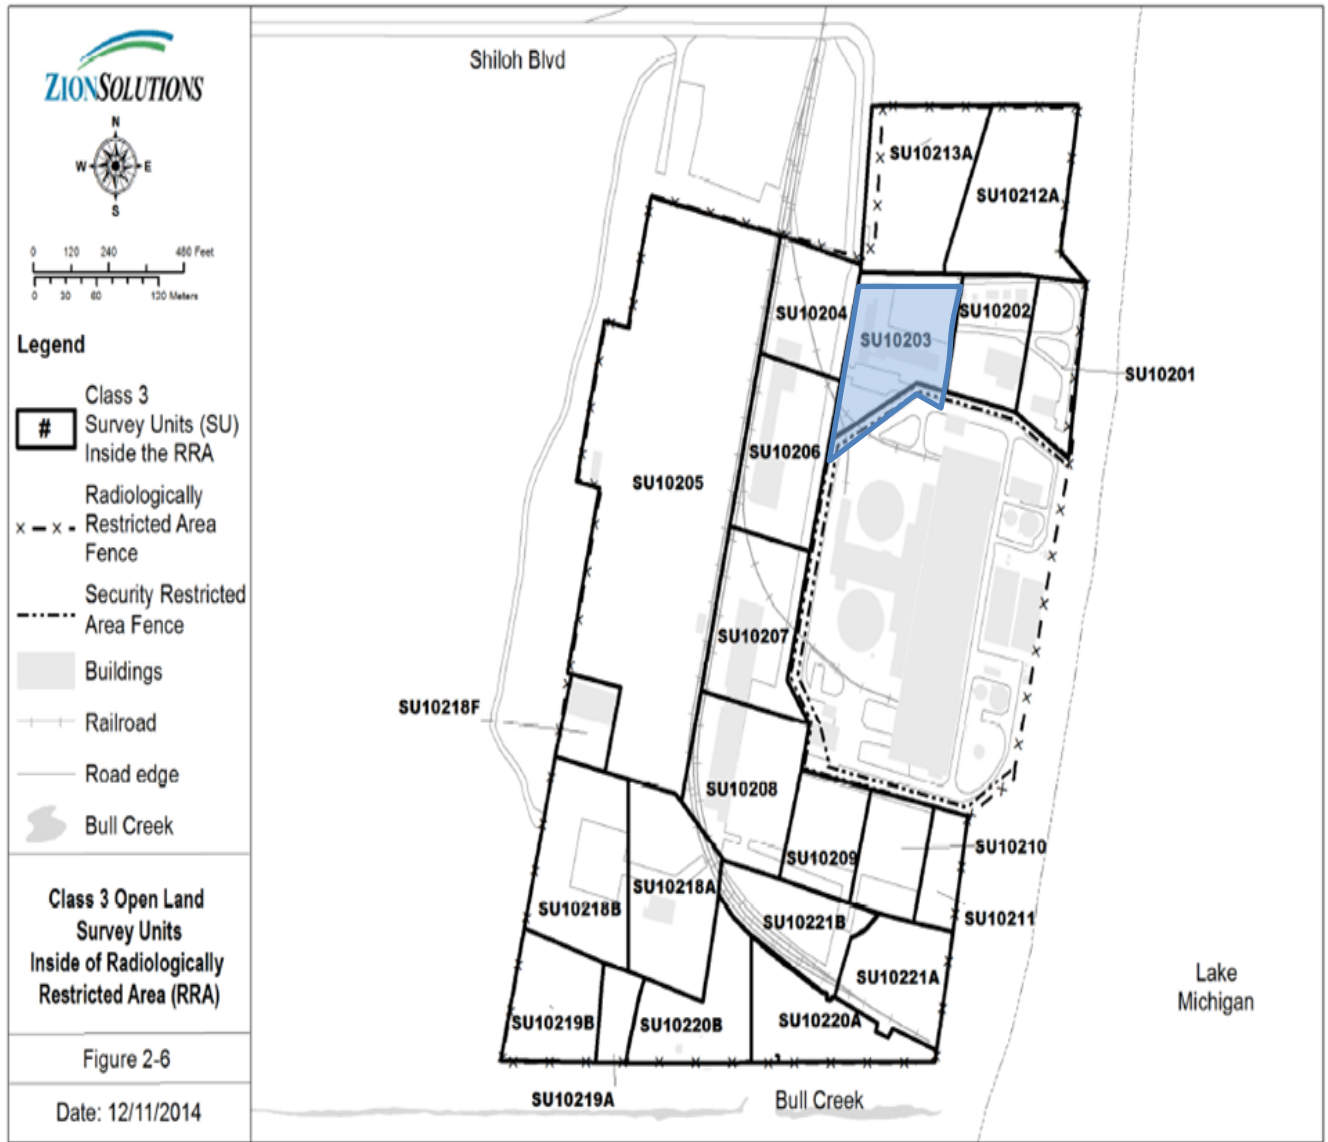 ZIONSOLUTIONS
N
W E
S
0 120 240 480 Feet
0 30 60 120 Meters
Legend
#
Class 3
Survey Units (SU)
Inside the RRA
Radiologically
Restricted Area
Fence
Security Restricted
Area Fence
Buildings
Railroad
Road edge
Bull Creek
Class 3 Open Land
Survey Units
Inside of Radiologically
Restricted Area (RRA)
Figure 2-6
Date: 12/11/2014
Shiloh Blvd
SU10213A
SU10212A
SU10204
SU10203
SU10202
SU10201
SU10206
SU10205
SU10207
SU10218F
SU10208
SU10209
SU10210
SU10218A
SU10218B
SU10221B
SU10211
SU10221A
Lake
Michigan
SU10219B
SU10220B
SU10220A
SU10219A
Bull Creek